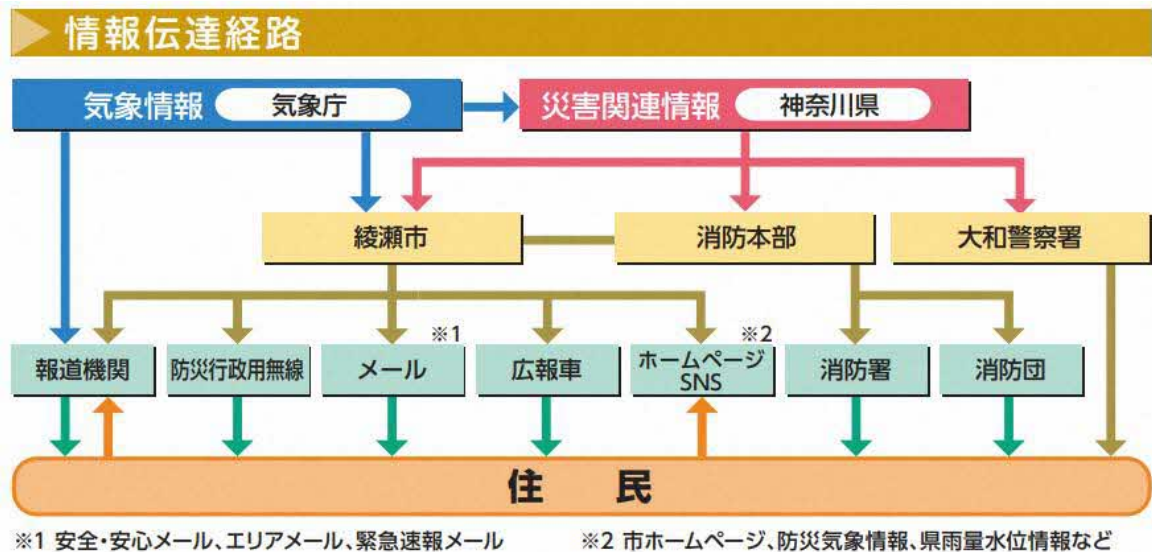 情報伝達経路
気象情報 気象庁
災害関連情報 神奈川県
綾瀬市
消防本部
大和警察署
※1
※2
報道機関
防災行政用無線
メール
広報車
ホームページ
SNS
消防署
消防団
住 民
※1 安全・安心メール、エリアメール、緊急速報メール
※2 市ホームページ、防災気象情報、県雨量水位情報など